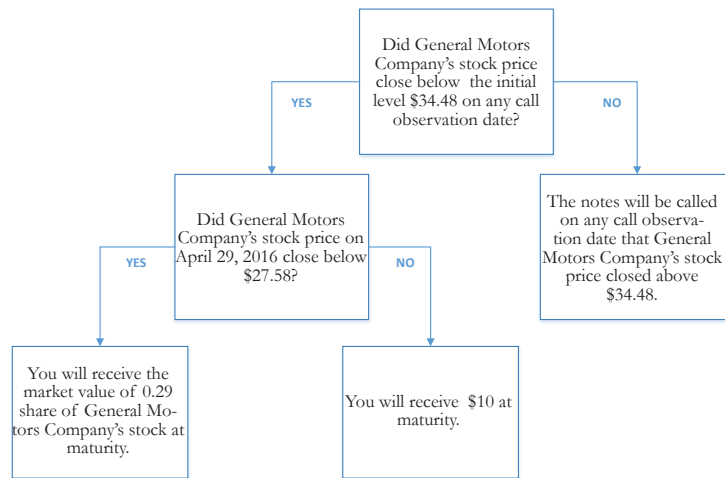 Did General Motors
Company's stock price
close below the initial
level $34.48 on any call
observation date?
YES
NO
Did General Motors
Company's stock price on
April 29, 2016 close below
$27.58?
The notes will be called
on any call observa-
tion date that General
Motors Company's stock
price closed above
$34.48.
YES
NO
You will receive the
market value of 0.29
share of General Mo-
tors Company's stock at
maturity.
You will receive $10 at
maturity.